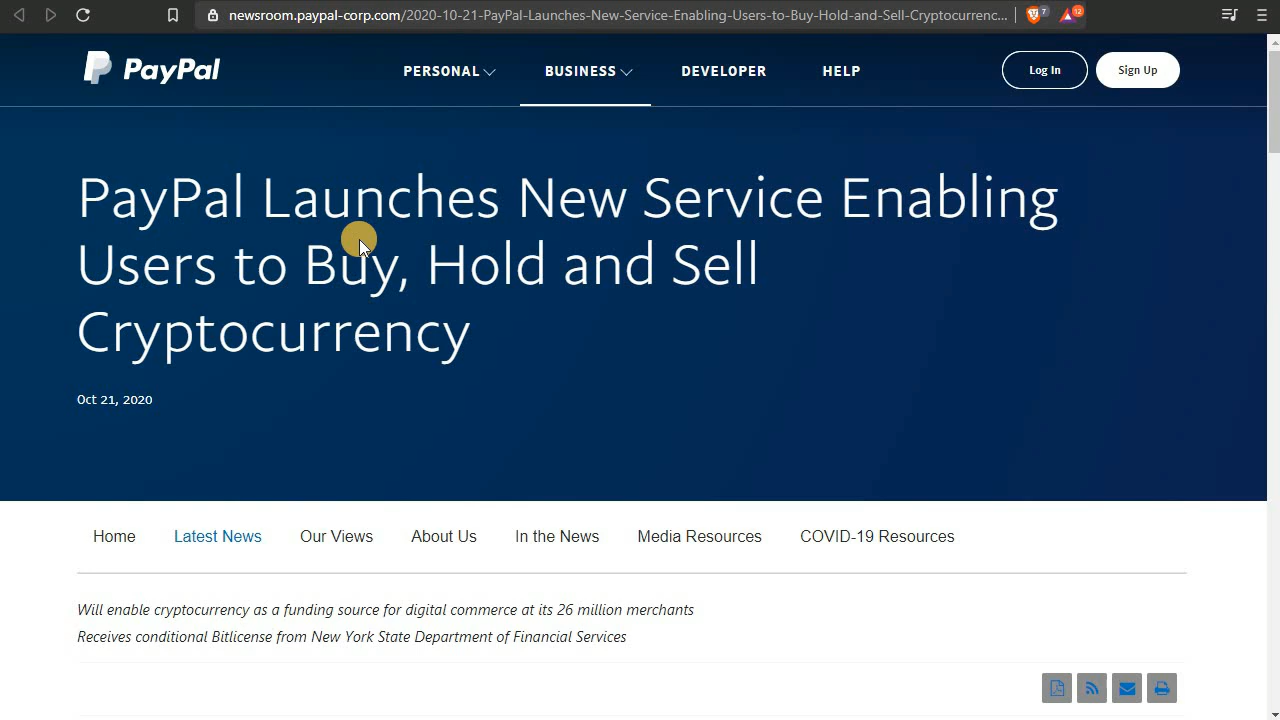 newsroom.paypal-corp.com/2020-10-21-PayPal-Launches-New-Service-Enabling-Users-to-Buy-Hold-and-Sell-Cryptocurrenc...
7
12
PayPal
PERSONAL
BUSINESS
DEVELOPER
HELP
Log In
Sign Up
PayPal Launches New Service Enabling
Users to Buy, Hold and Sell
Cryptocurrency
Oct 21, 2020
Home
Latest News
Our Views
About Us
In the News
Media Resources
COVID-19 Resources
Will enable cryptocurrency as a funding source for digital commerce at its 26 million merchants
Receives conditional Bitlicense from New York State Department of Financial Services